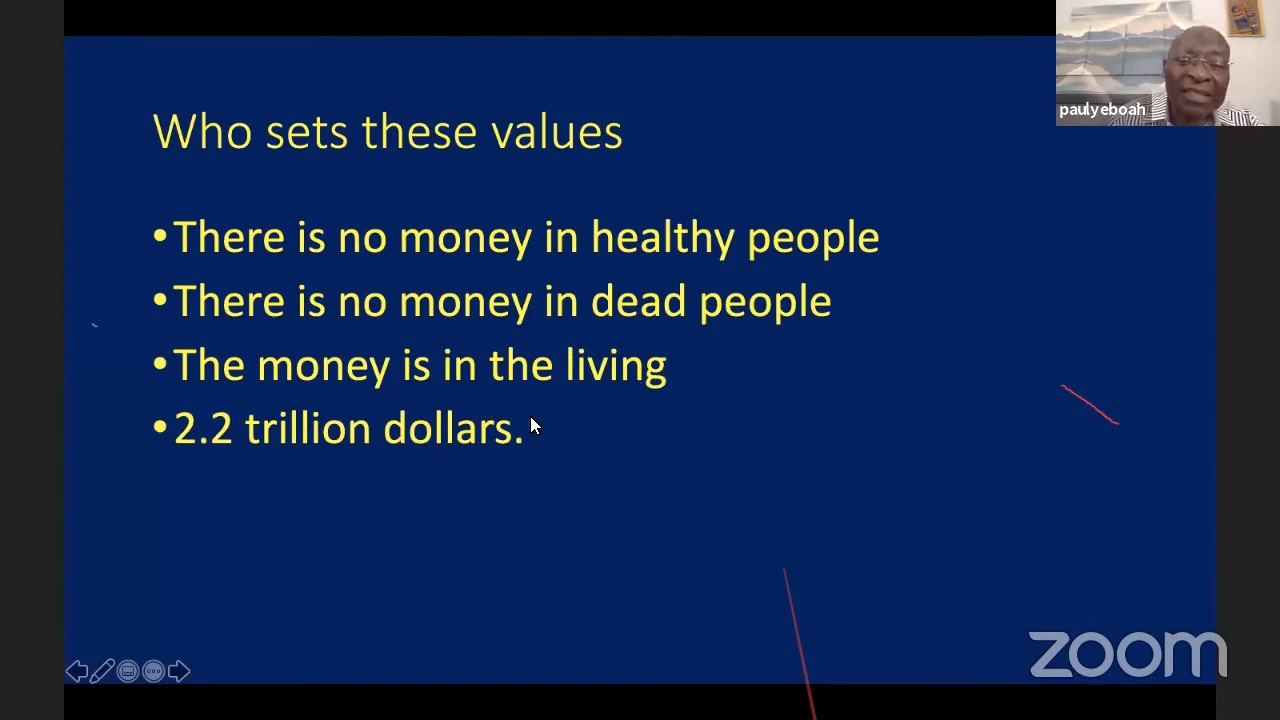 paulyeboah
Who sets these values
•There is no money in healthy people
•There is no money in dead people
•The money is in the living
•2.2 trillion dollars.
zoom